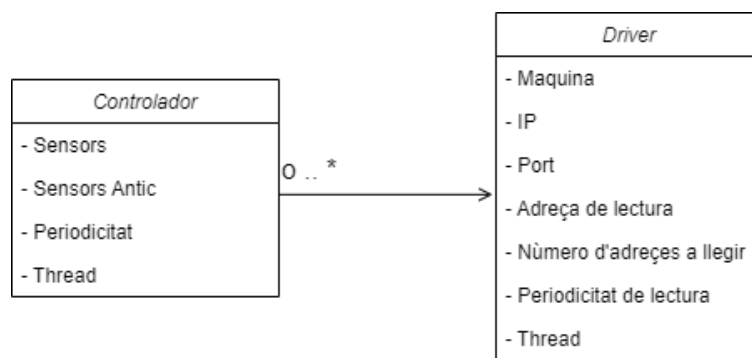 Controlador
- Sensors
- Sensors Antic
- Periodicitat
- Thread
0 .. *
Driver
- Maquina
- IP
- Port
- Adreça de lectura
- Nùmero d'adreçes a llegir
- Periodicitat de lectura
- Thread